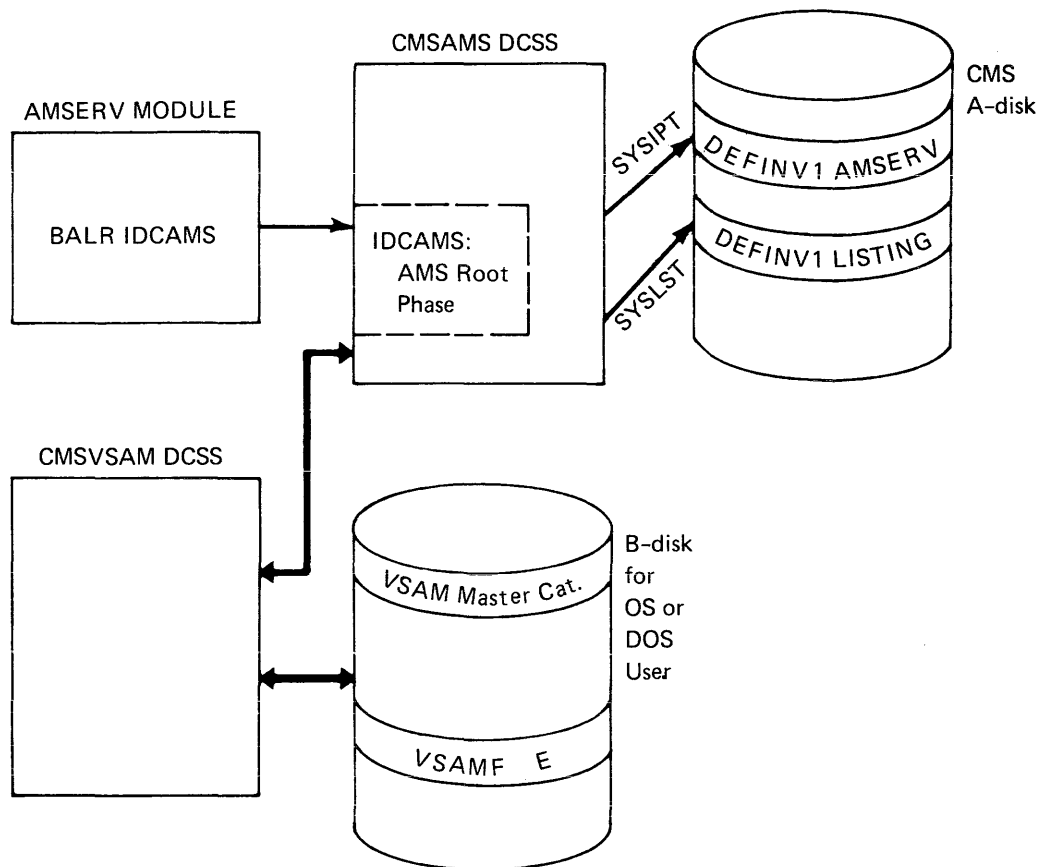 CMSAMS DCSS
CMS
A-disk
AMSERV MODULE
SYSIPT
DEFINV1 AMSERV
BALR IDCAMS
IDCAMS:
AMS Root
Phase
SYSLST
DEFINV1 LISTING
CMSVSAM DCSS
VSAM Master Cat.
B-disk
for
OS or
DOS
User
VSAMF E